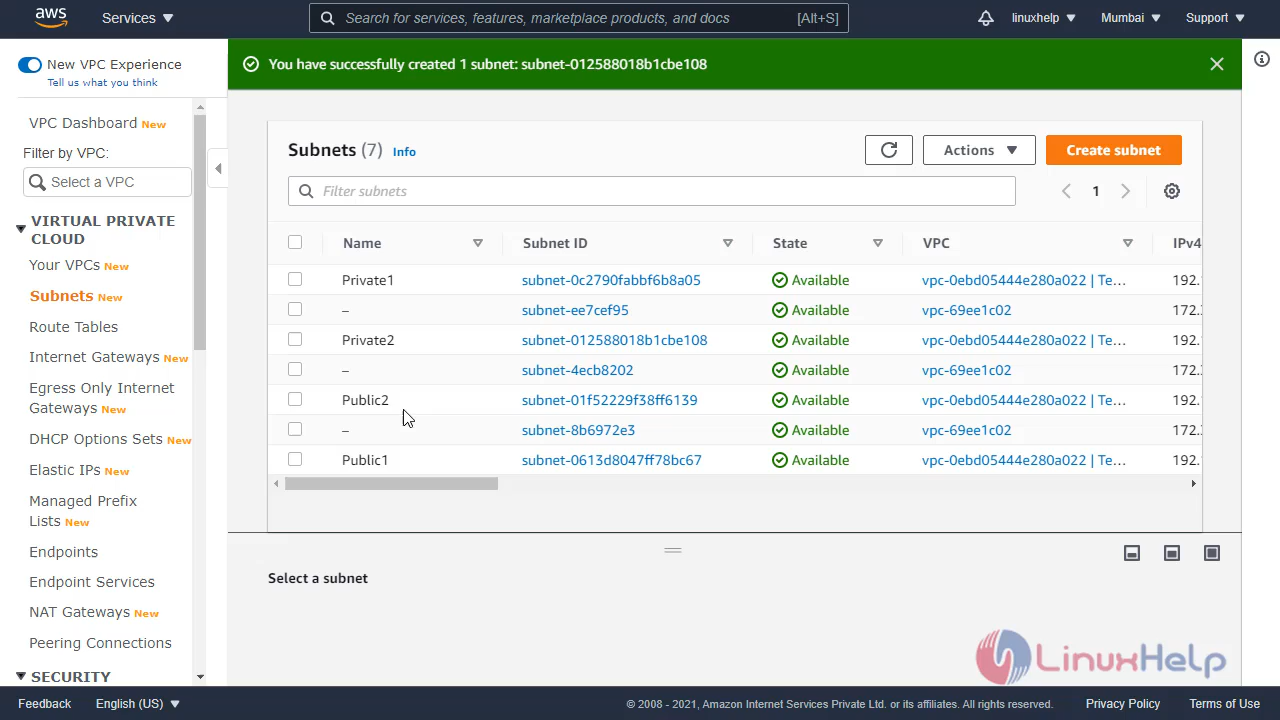 aws
Services
Search for services, features, marketplace products, and docs [Alt+S]
linuxhelp
Mumbai
Support
New VPC Experience
Tell us what you think
VPC Dashboard New
Filter by VPC:
Select a VPC
VIRTUAL PRIVATE
CLOUD
Your VPCs New
Subnets New
Route Tables
Internet Gateways New
Egress Only Internet
Gateways New
DHCP Options Sets New
Elastic IPs New
Managed Prefix
Lists New
Endpoints
Endpoint Services
NAT Gateways New
Peering Connections
SECURITY
You have successfully created 1 subnet: subnet-012588018b1cbe108
Subnets (7) Info
Actions
Create subnet
Filter subnets
1
Name Subnet ID State VPC IPv4
Private1 subnet-0c2790fabbf6b8a05 Available vpc-0ebd05444e280a022 | Te... 192.
– subnet-ee7cef95 Available vpc-69ee1c02 172.
Private2 subnet-012588018b1cbe108 Available vpc-0ebd05444e280a022 | Te... 192.
– subnet-4ecb8202 Available vpc-69ee1c02 172.
Public2 subnet-01f52229f38ff6139 Available vpc-0ebd05444e280a022 | Te... 192.
– subnet-8b6972e3 Available vpc-69ee1c02 172.
Public1 subnet-0613d8047ff78bc67 Available vpc-0ebd05444e280a022 | Te... 192.
Select a subnet
LinuxHelp
Feedback
English (US)
© 2008 - 2021, Amazon Internet Services Private Ltd. or its affiliates. All rights reserved.
Privacy Policy
Terms of Use